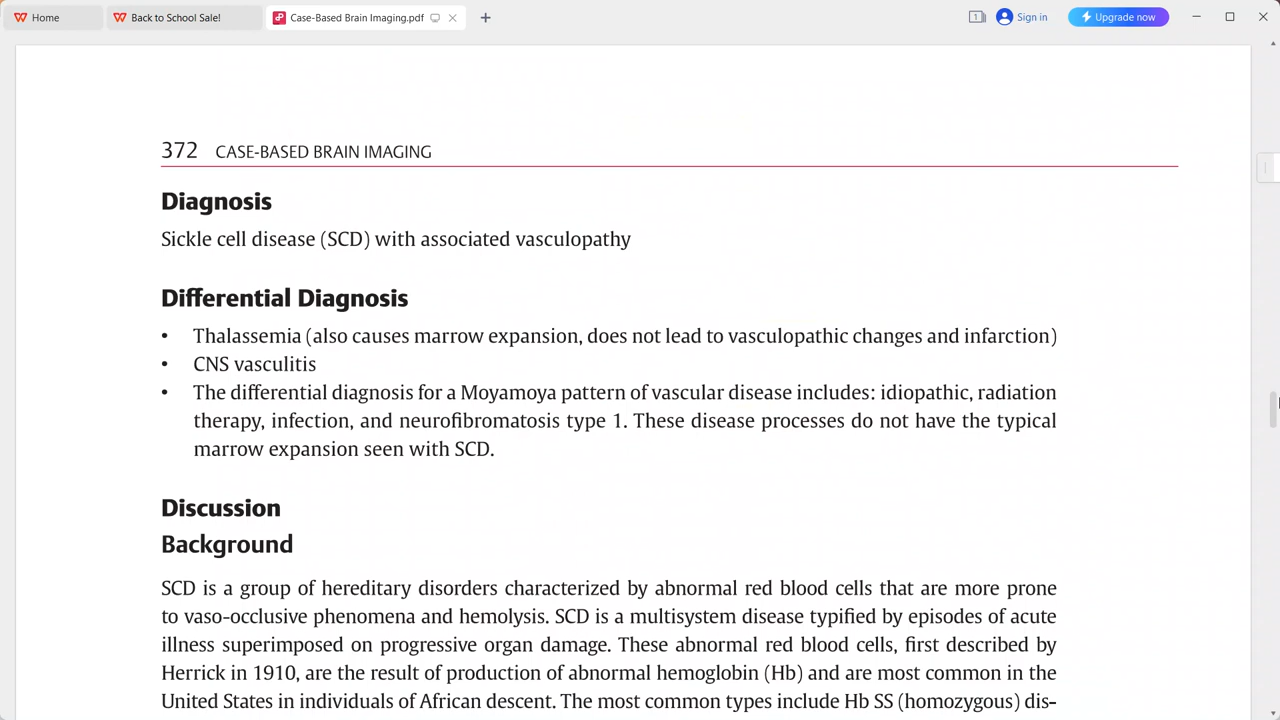 Home
Back to School Sale!
Case-Based Brain Imaging.pdf
1
Sign in
Upgrade now
372 CASE-BASED BRAIN IMAGING
Diagnosis
Sickle cell disease (SCD) with associated vasculopathy
Differential Diagnosis
• Thalassemia (also causes marrow expansion, does not lead to vasculopathic changes and infarction)
• CNS vasculitis
• The differential diagnosis for a Moyamoya pattern of vascular disease includes: idiopathic, radiation
therapy, infection, and neurofibromatosis type 1. These disease processes do not have the typical
marrow expansion seen with SCD.
Discussion
Background
SCD is a group of hereditary disorders characterized by abnormal red blood cells that are more prone
to vaso-occlusive phenomena and hemolysis. SCD is a multisystem disease typified by episodes of acute
illness superimposed on progressive organ damage. These abnormal red blood cells, first described by
Herrick in 1910, are the result of production of abnormal hemoglobin (Hb) and are most common in the
United States in individuals of African descent. The most common types include Hb SS (homozygous) dis-